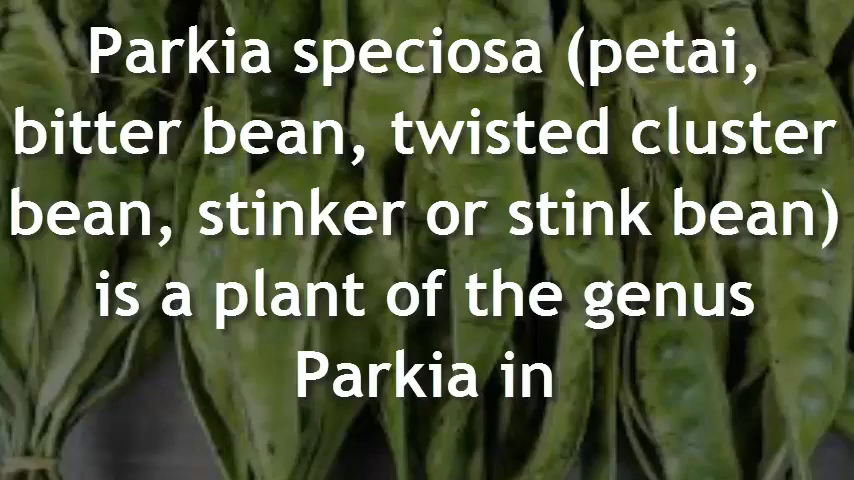 Parkia speciosa (petai,
bitter bean, twisted cluster
bean, stinker or stink bean)
is a plant of the genus
Parkia in